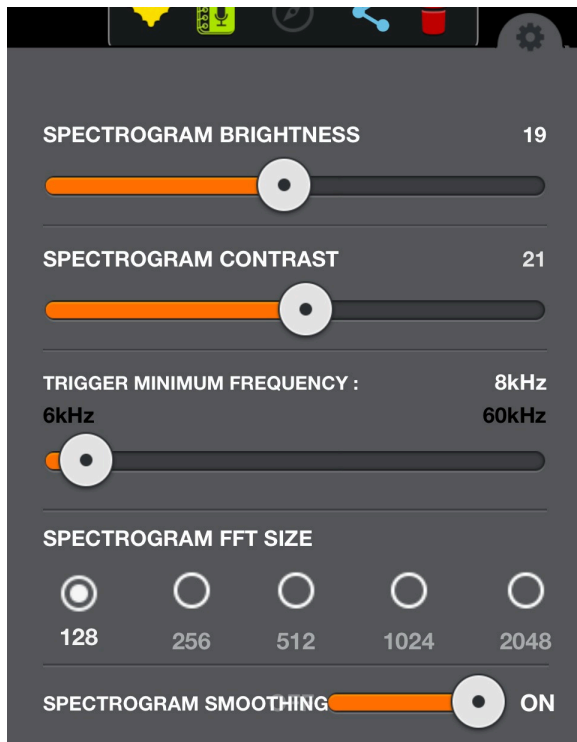 SPECTROGRAM BRIGHTNESS 19
SPECTROGRAM CONTRAST 21
TRIGGER MINIMUM FREQUENCY : 8kHz
6kHz 60kHz
SPECTROGRAM FFT SIZE
128 256 512 1024 2048
SPECTROGRAM SMOOTHING ON